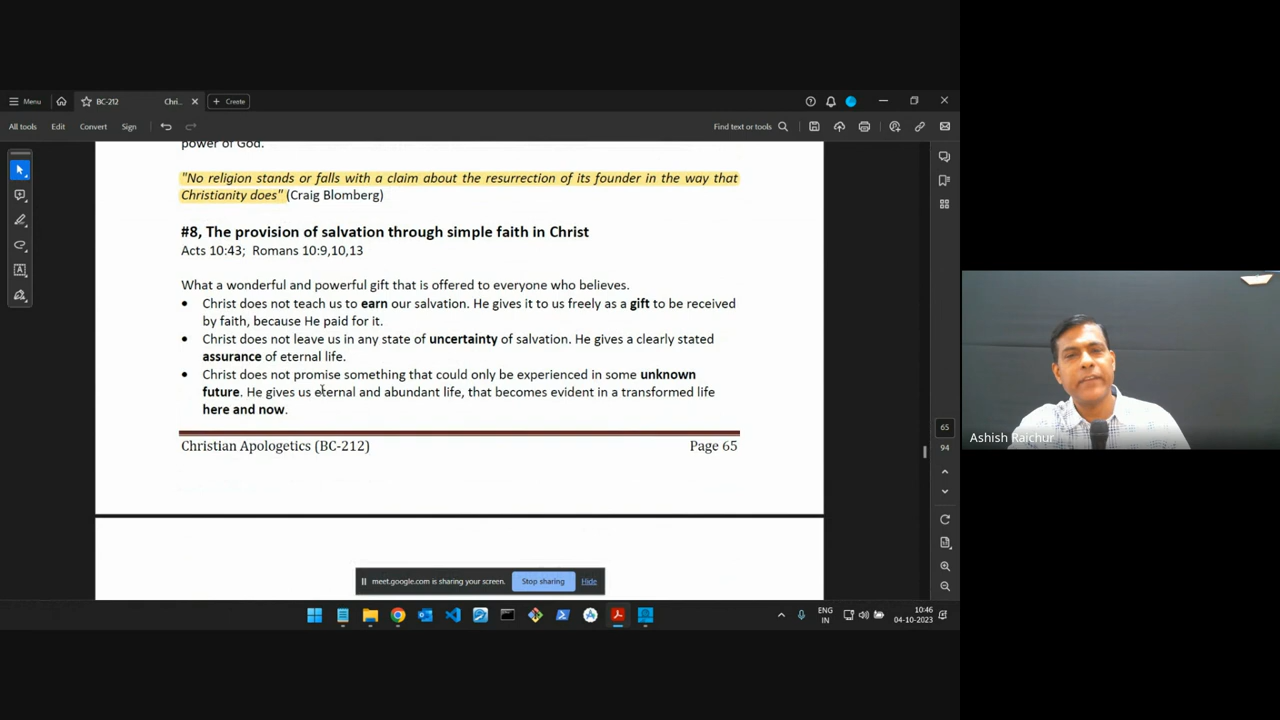 Menu
BC-212
Chri...
Create
All tools
Edit
Convert
Sign
Find text or tools
power of God.
"No religion stands or falls with a claim about the resurrection of its founder in the way that
Christianity does" (Craig Blomberg)
#8, The provision of salvation through simple faith in Christ
Acts 10:43; Romans 10:9,10,13
What a wonderful and powerful gift that is offered to everyone who believes.
• Christ does not teach us to earn our salvation. He gives it to us freely as a gift to be received
by faith, because He paid for it.
• Christ does not leave us in any state of uncertainty of salvation. He gives a clearly stated
assurance of eternal life.
• Christ does not promise something that could only be experienced in some unknown
future. He gives us eternal and abundant life, that becomes evident in a transformed life
here and now.
Christian Apologetics (BC-212)
Page 65
65
94
Ashish Raichur
meet.google.com is sharing your screen.
Stop sharing
Hide
ENG
IN
10:46
04-10-2023